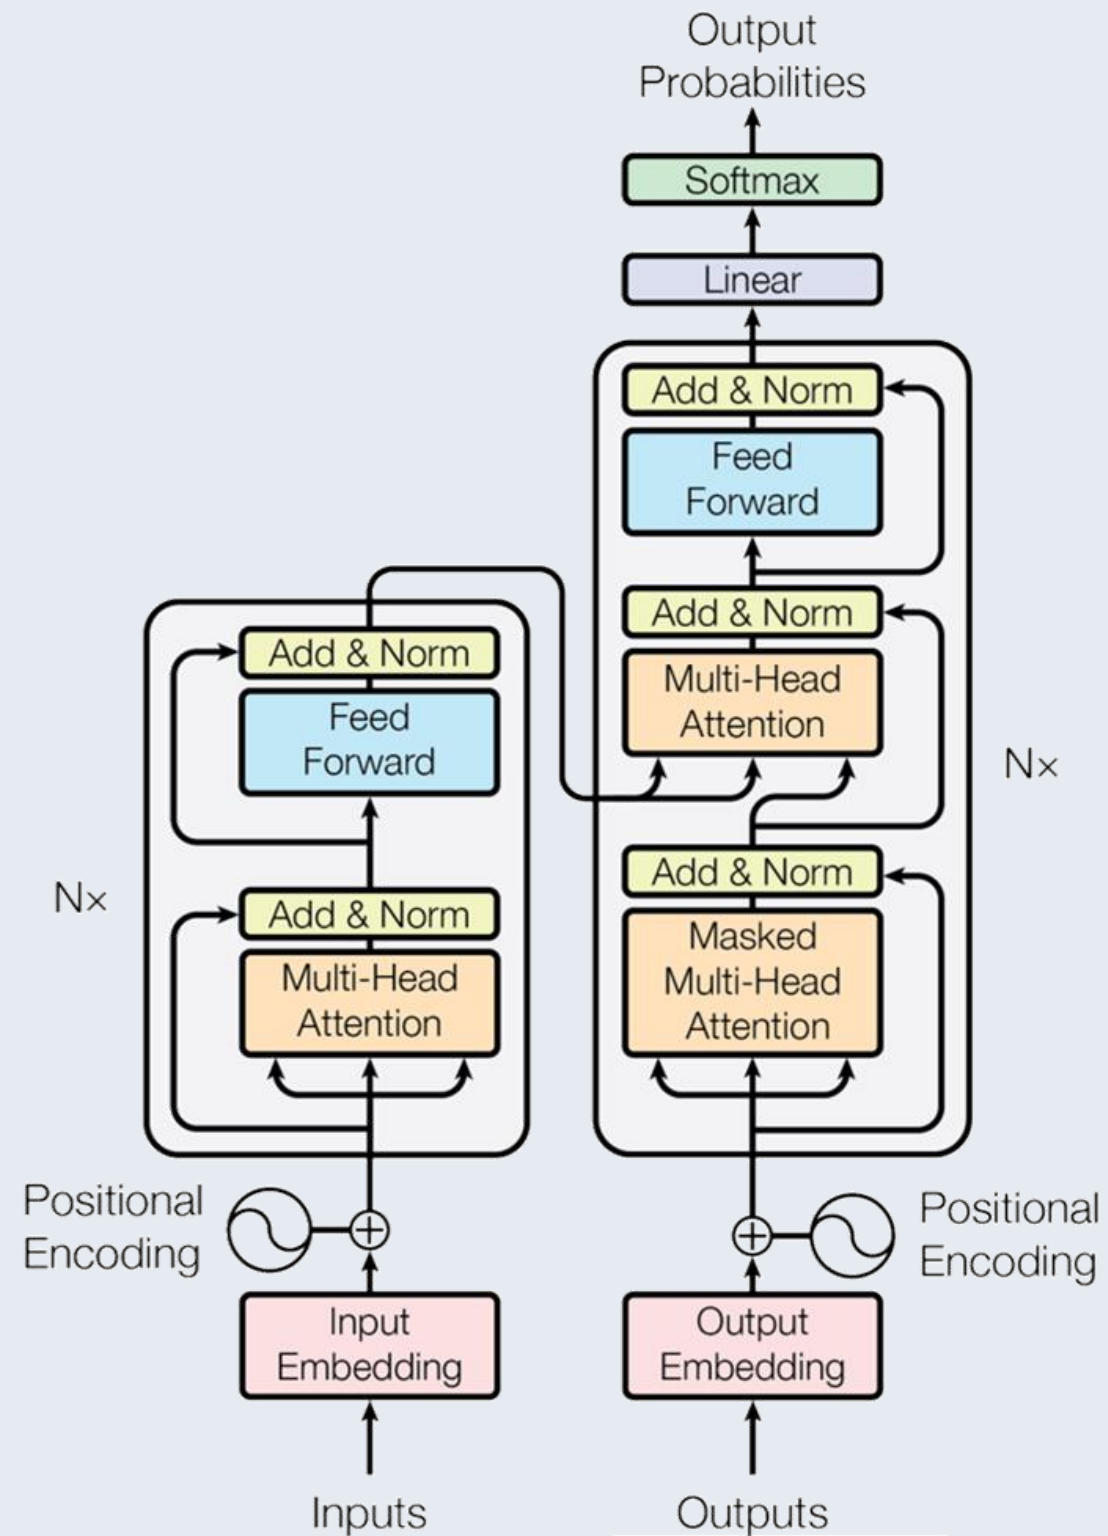 Output
Probabilities
Softmax
Linear
Add & Norm
Feed
Forward
Add & Norm
Multi-Head
Attention
Nx
Add & Norm
Masked
Multi-Head
Attention
Add & Norm
Feed
Forward
Nx
Add & Norm
Multi-Head
Attention
Positional
Encoding
Positional
Encoding
Input
Embedding
Output
Embedding
Inputs
Outputs